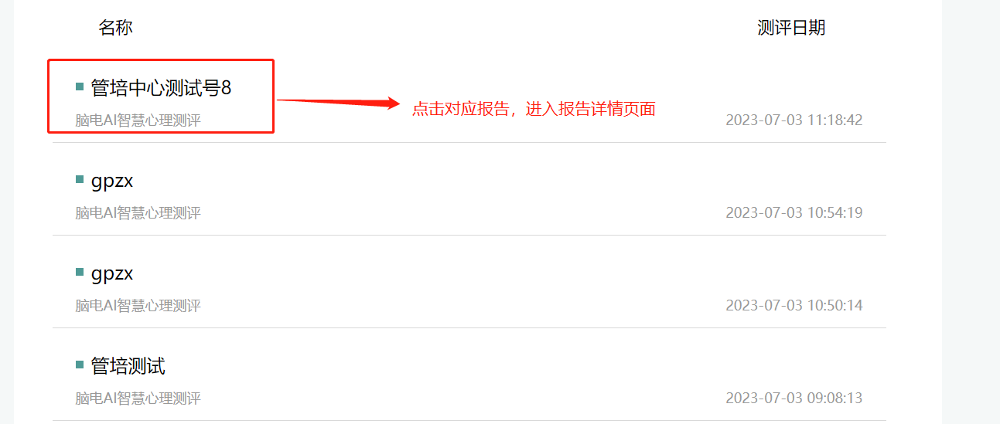 名称 测评日期
管培中心测试号8
点击对应报告，进入报告详情页面
脑电AI智慧心理测评 2023-07-03 11:18:42
gpzx
脑电AI智慧心理测评 2023-07-03 10:54:19
gpzx
脑电AI智慧心理测评 2023-07-03 10:50:14
管培测试
脑电AI智慧心理测评 2023-07-03 09:08:13